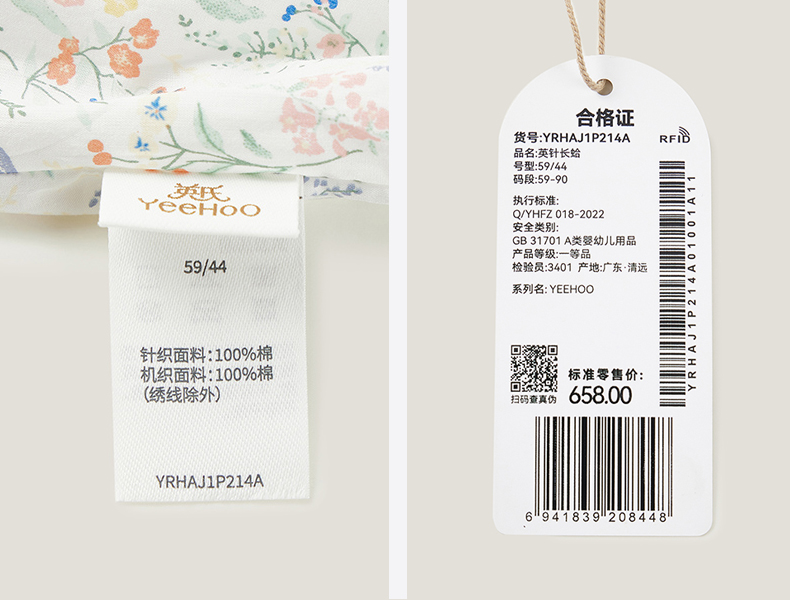 英氏
YeeHoO
59/44
针织面料:100%棉
机织面料:100%棉
(绣线除外)
YRHAJ1P214A
合格证
货号:YRHAJ1P214A
RFID
品名:英针长蛤
号型:59/44
码段:59-90
执行标准:
Q/YHFZ 018-2022
安全类别:
GB 31701 A类婴幼儿用品
产品等级:一等品
检验员:3401 产地:广东·清远
系列名:YEEHOO
YRHAJ1P214A01001A11
标准零售价:
658.00
扫码查真伪
6 941839 208448